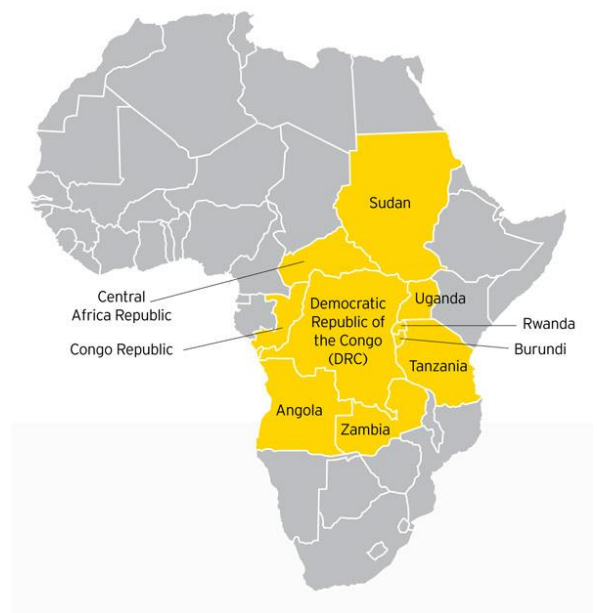 Sudan
Central
Africa Republic
Uganda
Democratic
Republic of
the Congo
(DRC)
Rwanda
Congo Republic
Burundi
Tanzania
Angola
Zambia